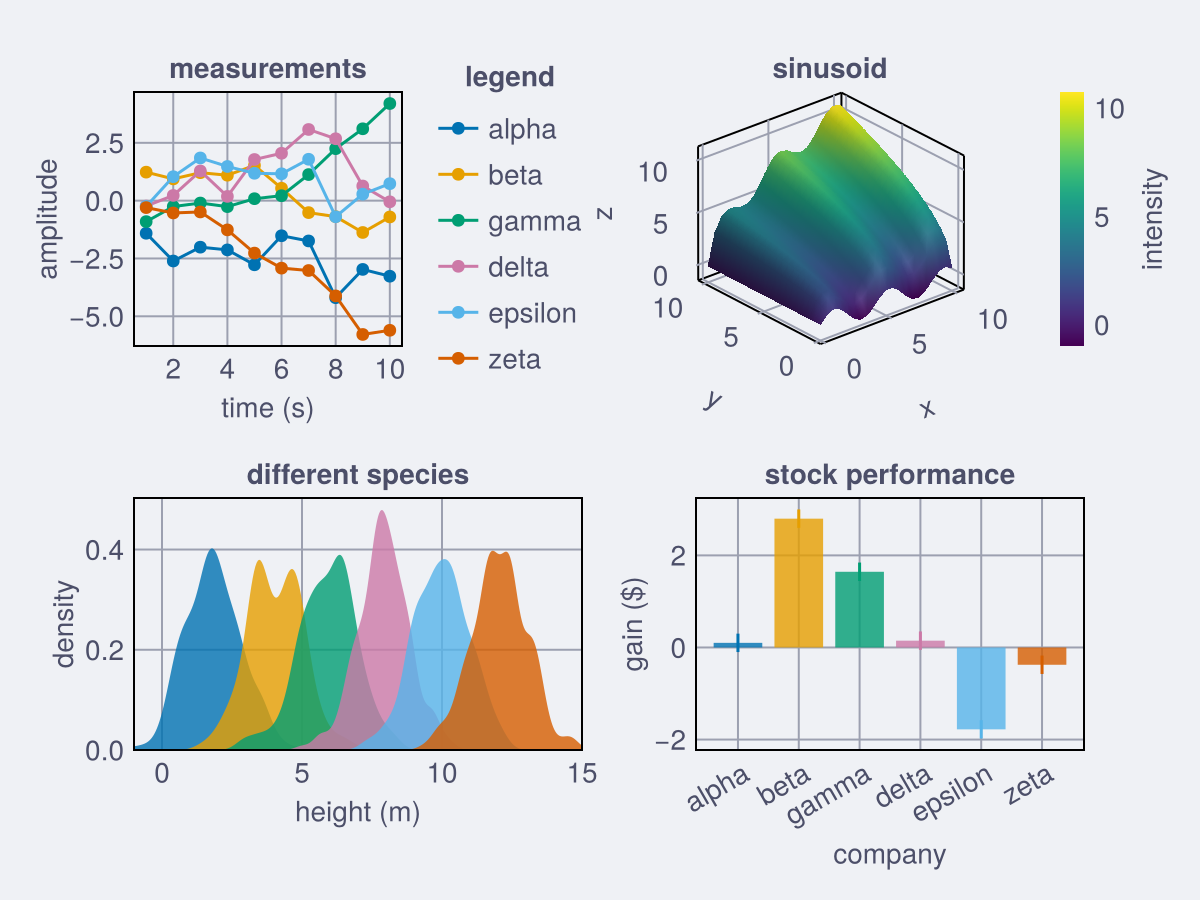 measurements
amplitude
2.5
0.0
−2.5
−5.0
2 4 6 8 10
time (s)
legend
alpha
beta
gamma
delta
epsilon
zeta
sinusoid
z
10
5
0
10 5 0
y
0 5 10
x
10
5
0
intensity
different species
density
0.4
0.2
0.0
0 5 10 15
height (m)
stock performance
gain ($)
2
0
−2
alpha beta gamma delta epsilon zeta
company